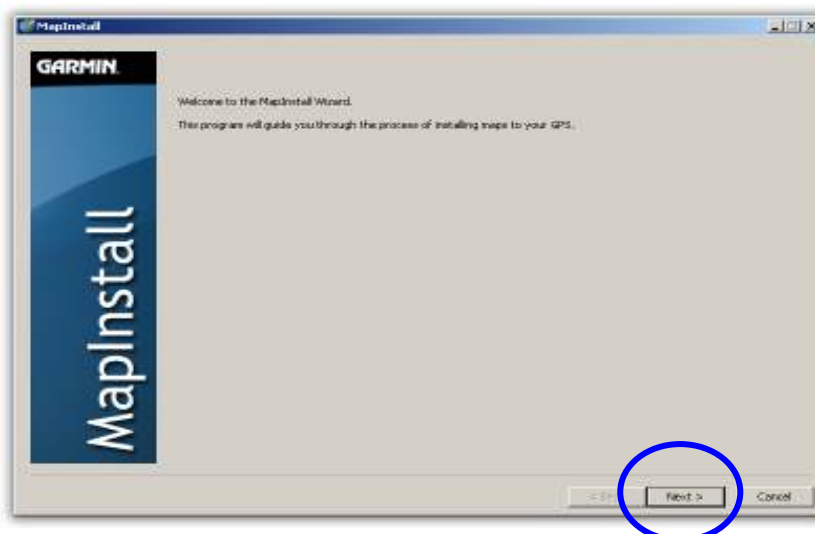 MapInstall
GARMIN
Welcome to the MapInstall Wizard.
This program will guide you through the process of installing maps to your GPS.
MapInstall
Next >
Cancel